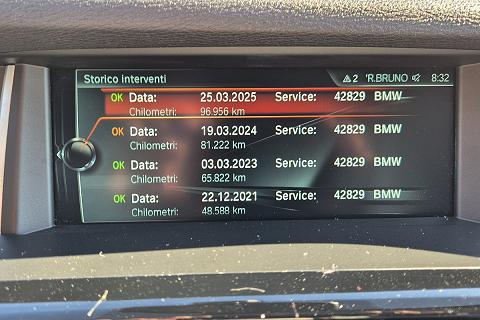 Storico interventi 2 'R.BRUNO 8:32
OK Data: 25.03.2025 Service: 42829 BMW
Chilometri: 96.956 km
OK Data: 19.03.2024 Service: 42829 BMW
Chilometri: 81.222 km
OK Data: 03.03.2023 Service: 42829 BMW
Chilometri: 65.822 km
OK Data: 22.12.2021 Service: 42829 BMW
Chilometri: 48.588 km